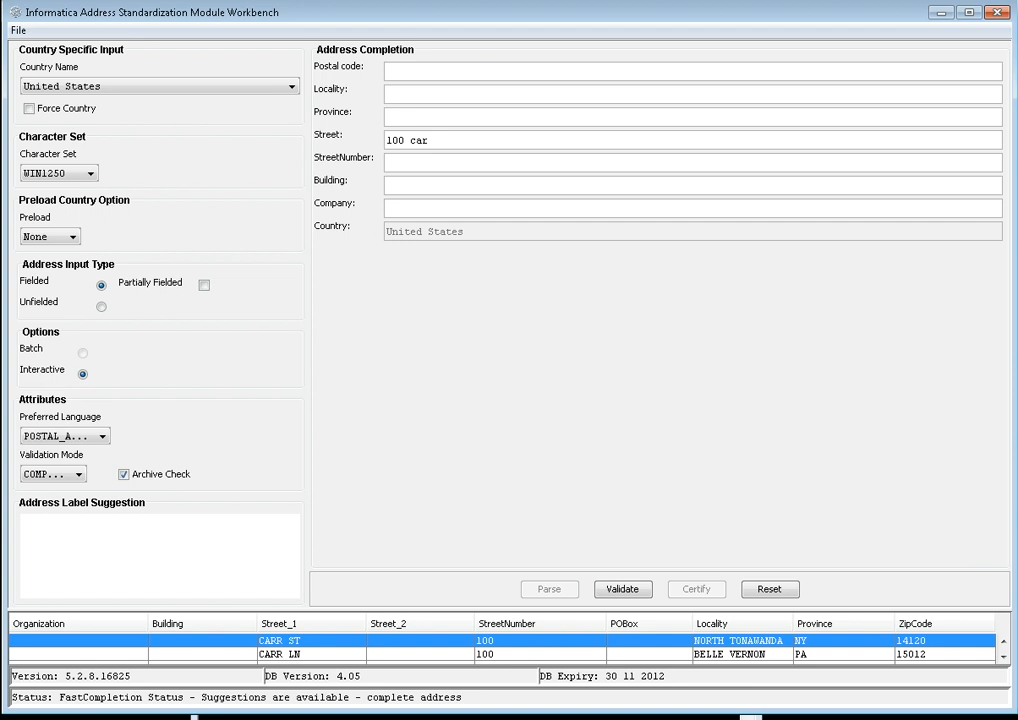 Informatica Address Standardization Module Workbench
File
Country Specific Input
Country Name
United States
Force Country
Character Set
Character Set
WIN1250
Preload Country Option
Preload
None
Address Input Type
Fielded Partially Fielded
Unfielded
Options
Batch
Interactive
Attributes
Preferred Language
POSTAL_A...
Validation Mode
COMP... Archive Check
Address Label Suggestion
Address Completion
Postal code:
Locality:
Province:
Street: 100 car
StreetNumber:
Building:
Company:
Country: United States
Parse Validate Certify Reset
Organization Building Street_1 Street_2 StreetNumber POBox Locality Province ZipCode
CARR ST 100 NORTH TONAWANDA NY 14120
CARR LN 100 BELLE VERNON PA 15012
Version: 5.2.8.16825 DB Version: 4.05 DB Expiry: 30 11 2012
Status: FastCompletion Status - Suggestions are available - complete address